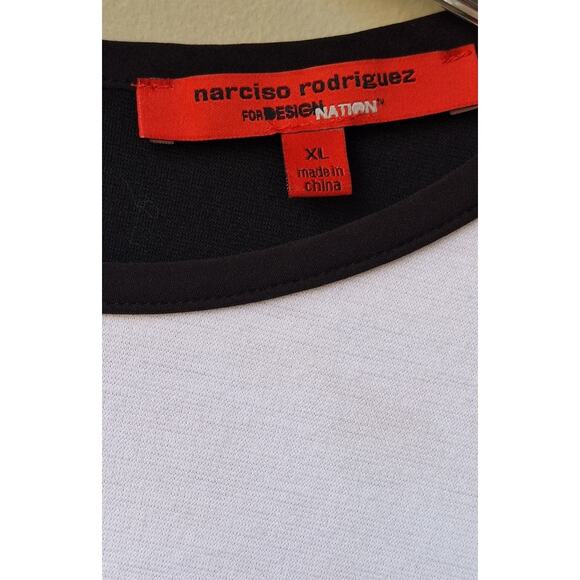 narciso rodriguez
FOR DESIGN NATION™
XL
made in
china